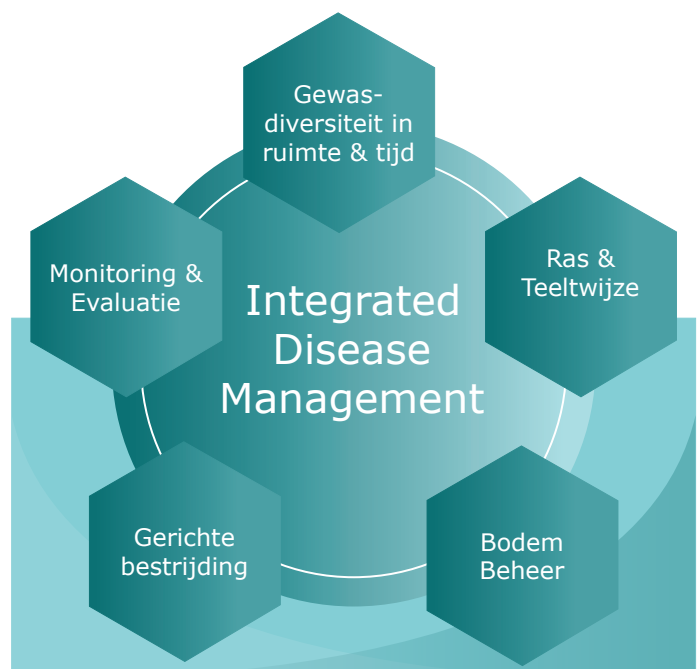 Gewas-
diversiteit in
ruimte & tijd
Monitoring &
Evaluatie
Ras &
Teeltwijze
Integrated
Disease
Management
Gerichte
bestrijding
Bodem
Beheer